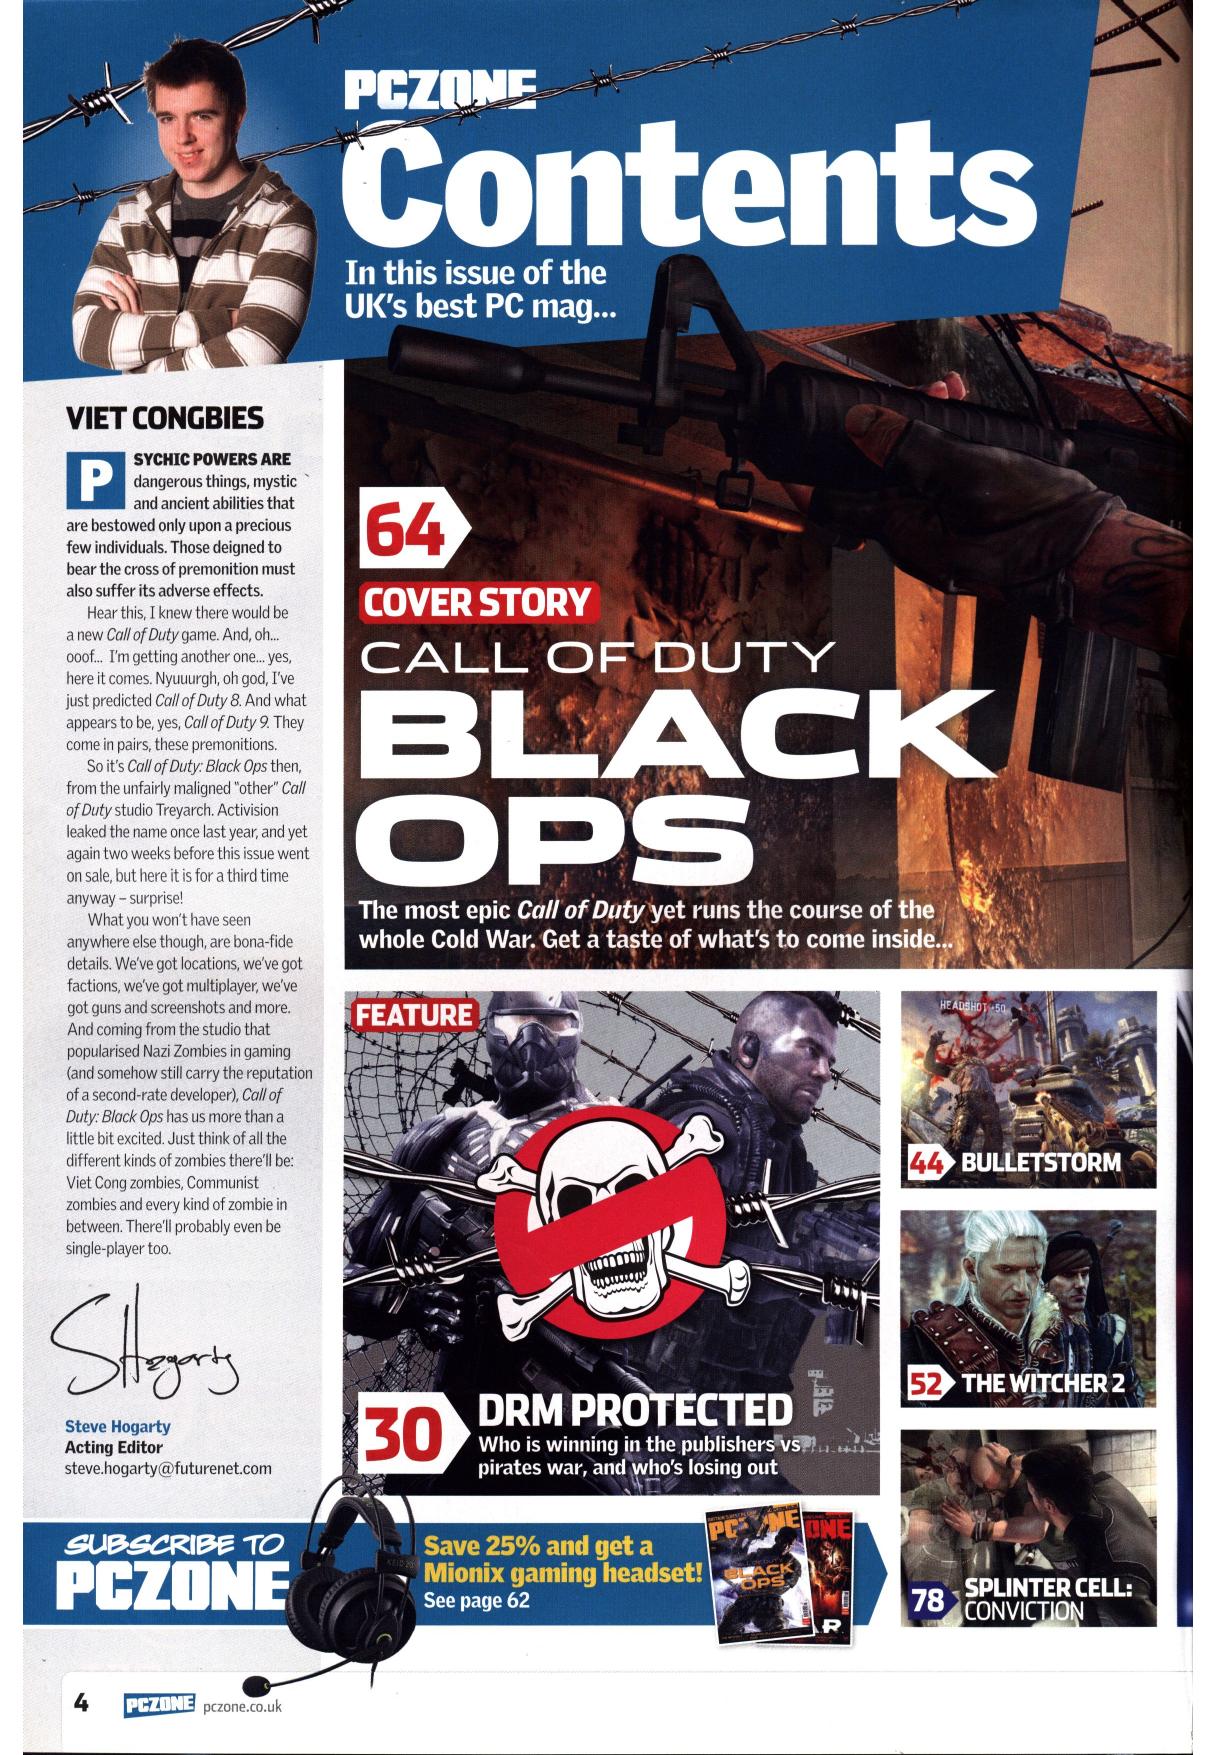 PCZONE
Contents
In this issue of the
UK's best PC mag...
VIET CONGBIES
PSYCHIC POWERS ARE
dangerous things, mystic
and ancient abilities that
are bestowed only upon a precious
few individuals. Those deigned to
bear the cross of premonition must
also suffer its adverse effects.
Hear this, I knew there would be
a new Call of Duty game. And, oh...
ooof... I'm getting another one... yes,
here it comes. Nyuuurgh, oh god, I've
just predicted Call of Duty 8. And what
appears to be, yes, Call of Duty 9. They
come in pairs, these premonitions.
So it's Call of Duty: Black Ops then,
from the unfairly maligned "other" Call
of Duty studio Treyarch. Activision
leaked the name once last year, and yet
again two weeks before this issue went
on sale, but here it is for a third time
anyway – surprise!
What you won't have seen
anywhere else though, are bona-fide
details. We've got locations, we've got
factions, we've got multiplayer, we've
got guns and screenshots and more.
And coming from the studio that
popularised Nazi Zombies in gaming
(and somehow still carry the reputation
of a second-rate developer), Call of
Duty: Black Ops has us more than a
little bit excited. Just think of all the
different kinds of zombies there'll be:
Viet Cong zombies, Communist
zombies and every kind of zombie in
between. There'll probably even be
single-player too.
SHogarty
Steve Hogarty
Acting Editor
steve.hogarty@futurenet.com
64
COVER STORY
CALL OF DUTY
BLACK
OPS
The most epic Call of Duty yet runs the course of the
whole Cold War. Get a taste of what's to come inside...
FEATURE
30
DRM PROTECTED
Who is winning in the publishers vs
pirates war, and who's losing out
HEADSHOT +50
44 BULLETSTORM
52 THE WITCHER 2
78 SPLINTER CELL:
CONVICTION
SUBSCRIBE TO
PCZONE
Save 25% and get a
Mionix gaming headset!
See page 62
PCZONE
BLACK
OPS
ONE
4
PCZONE
pczone.co.uk